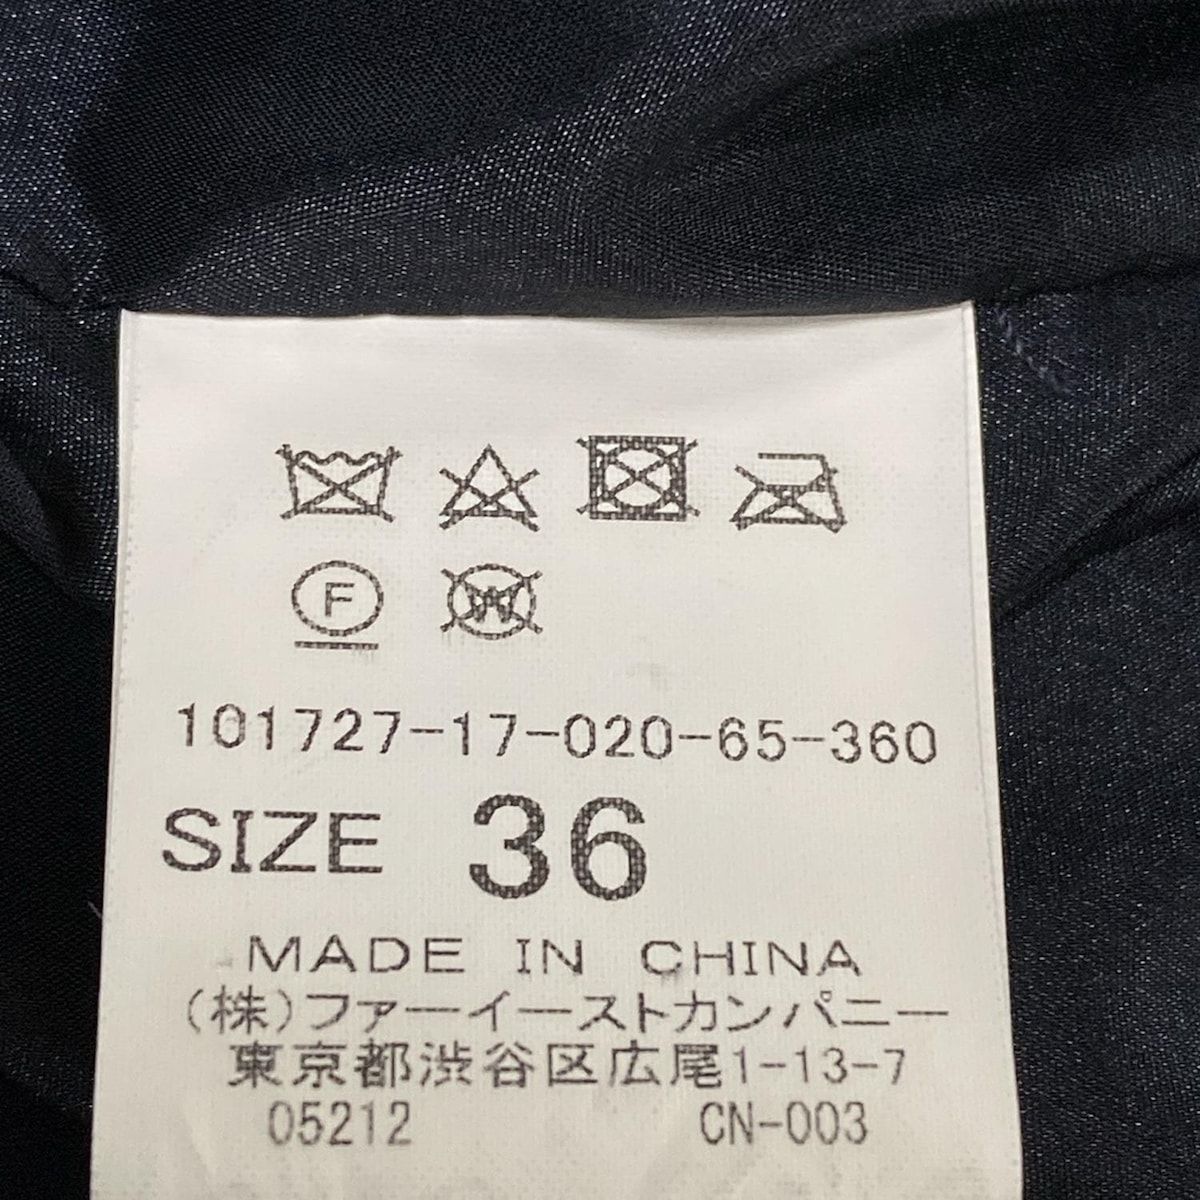 F W
101727-17-020-65-360
SIZE 36
MADE IN CHINA
(株)ファーイーストカンパニー
東京都渋谷区広尾1-13-7
05212 CN-003